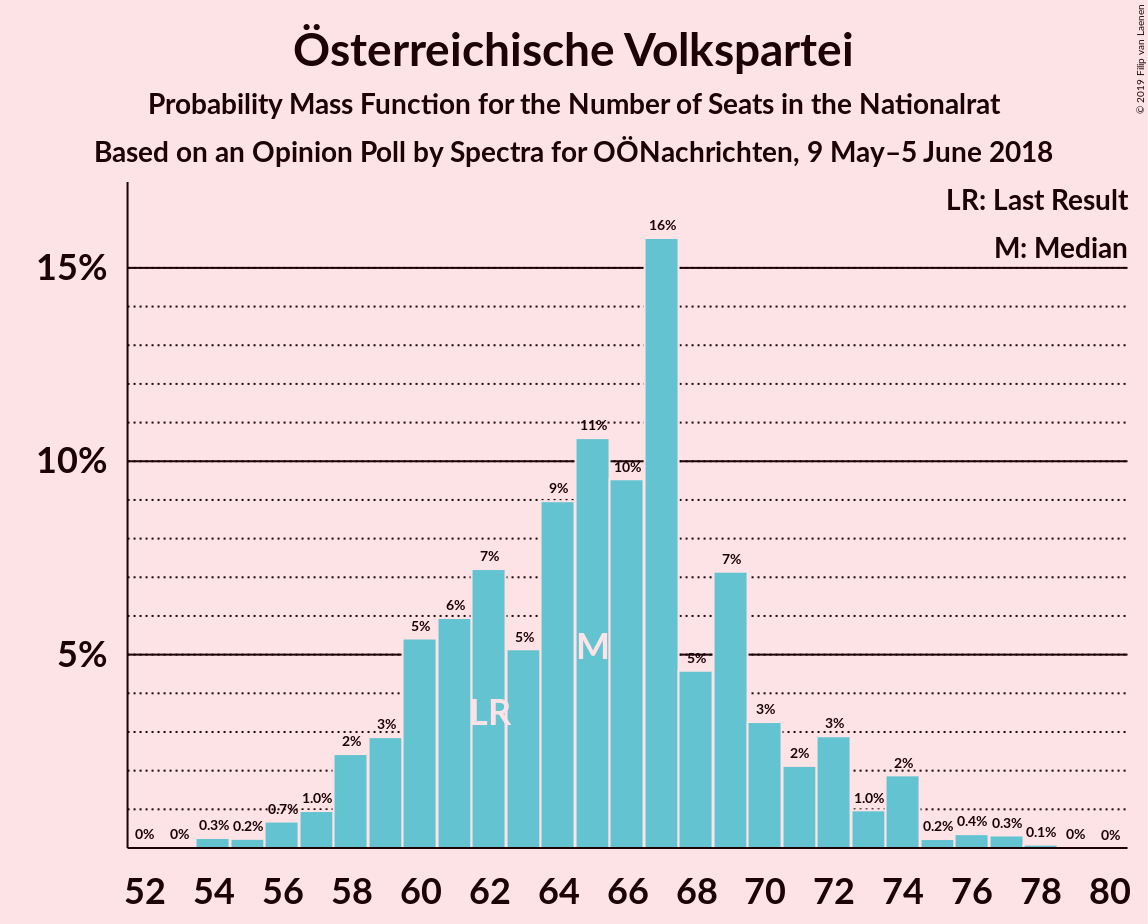 Österreichische Volkspartei
Probability Mass Function for the Number of Seats in the Nationalrat
Based on an Opinion Poll by Spectra for OÖNachrichten, 9 May–5 June 2018
© 2019 Filip van Laenen
LR: Last Result
M: Median
15%
10%
5%
0% 0% 0.3% 0.2% 0.7% 1.0% 2% 3% 5% 6% 7% 5% 9% 11% 10% 16% 5% 7% 3% 2% 3% 1.0% 2% 0.2% 0.4% 0.3% 0.1% 0% 0%
LR
M
52 54 56 58 60 62 64 66 68 70 72 74 76 78 80